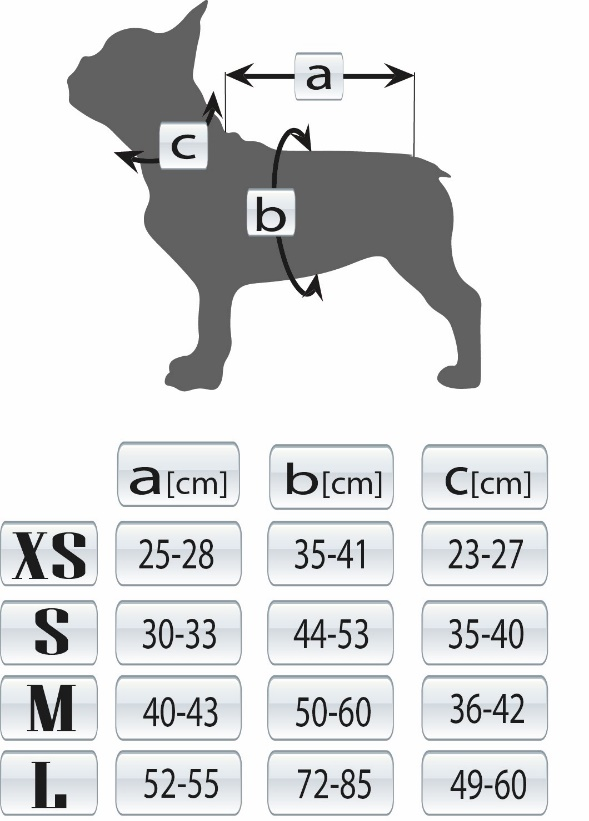 a
c
b
a[cm] b[cm] c[cm]
XS 25-28 35-41 23-27
S 30-33 44-53 35-40
M 40-43 50-60 36-42
L 52-55 72-85 49-60